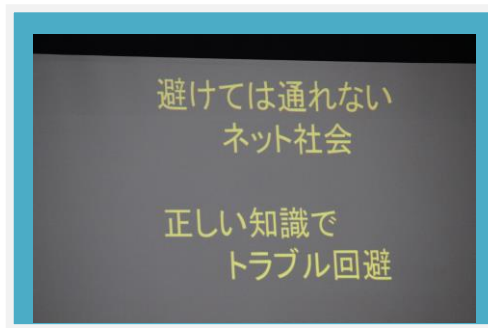 避けては通れない
ネット社会
正しい知識で
トラブル回避